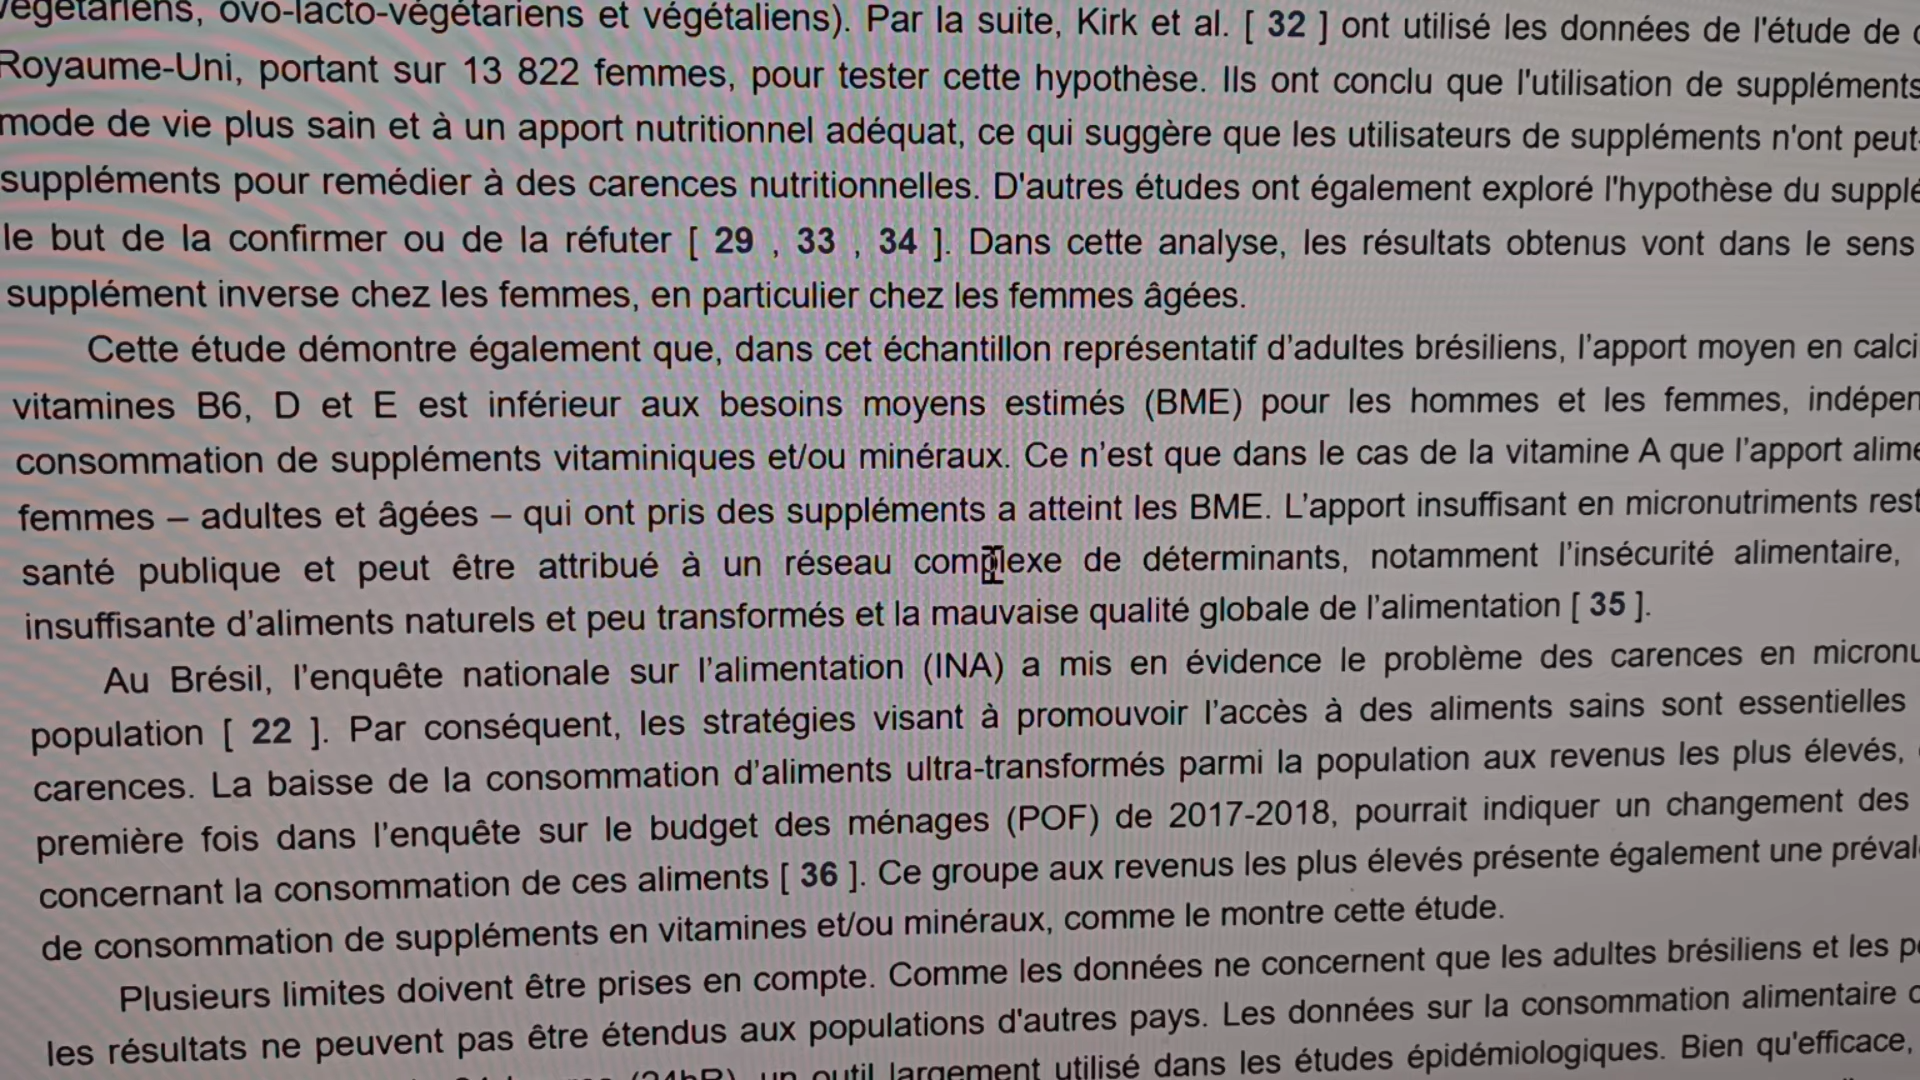 végétariens, ovo-lacto-végétariens et végétaliens). Par la suite, Kirk et al. [ 32 ] ont utilisé les données de l'étude de
Royaume-Uni, portant sur 13 822 femmes, pour tester cette hypothèse. Ils ont conclu que l'utilisation de suppléments
mode de vie plus sain et à un apport nutritionnel adéquat, ce qui suggère que les utilisateurs de suppléments n'ont peut-
suppléments pour remédier à des carences nutritionnelles. D'autres études ont également exploré l'hypothèse du supplé
le but de la confirmer ou de la réfuter [ 29 , 33 , 34 ]. Dans cette analyse, les résultats obtenus vont dans le sens
supplément inverse chez les femmes, en particulier chez les femmes âgées.
Cette étude démontre également que, dans cet échantillon représentatif d’adultes brésiliens, l’apport moyen en calci
vitamines B6, D et E est inférieur aux besoins moyens estimés (BME) pour les hommes et les femmes, indépen
consommation de suppléments vitaminiques et/ou minéraux. Ce n’est que dans le cas de la vitamine A que l’apport alime
femmes – adultes et âgées – qui ont pris des suppléments a atteint les BME. L’apport insuffisant en micronutriments rest
santé publique et peut être attribué à un réseau complexe de déterminants, notamment l’insécurité alimentaire,
insuffisante d’aliments naturels et peu transformés et la mauvaise qualité globale de l’alimentation [ 35 ].
Au Brésil, l’enquête nationale sur l’alimentation (INA) a mis en évidence le problème des carences en micronu
population [ 22 ]. Par conséquent, les stratégies visant à promouvoir l’accès à des aliments sains sont essentielles
carences. La baisse de la consommation d’aliments ultra-transformés parmi la population aux revenus les plus élevés,
première fois dans l’enquête sur le budget des ménages (POF) de 2017-2018, pourrait indiquer un changement des
concernant la consommation de ces aliments [ 36 ]. Ce groupe aux revenus les plus élevés présente également une préval
de consommation de suppléments en vitamines et/ou minéraux, comme le montre cette étude.
Plusieurs limites doivent être prises en compte. Comme les données ne concernent que les adultes brésiliens et les
les résultats ne peuvent pas être étendus aux populations d'autres pays. Les données sur la consommation alimentaire
(24hR), un outil largement utilisé dans les études épidémiologiques. Bien qu'efficace,